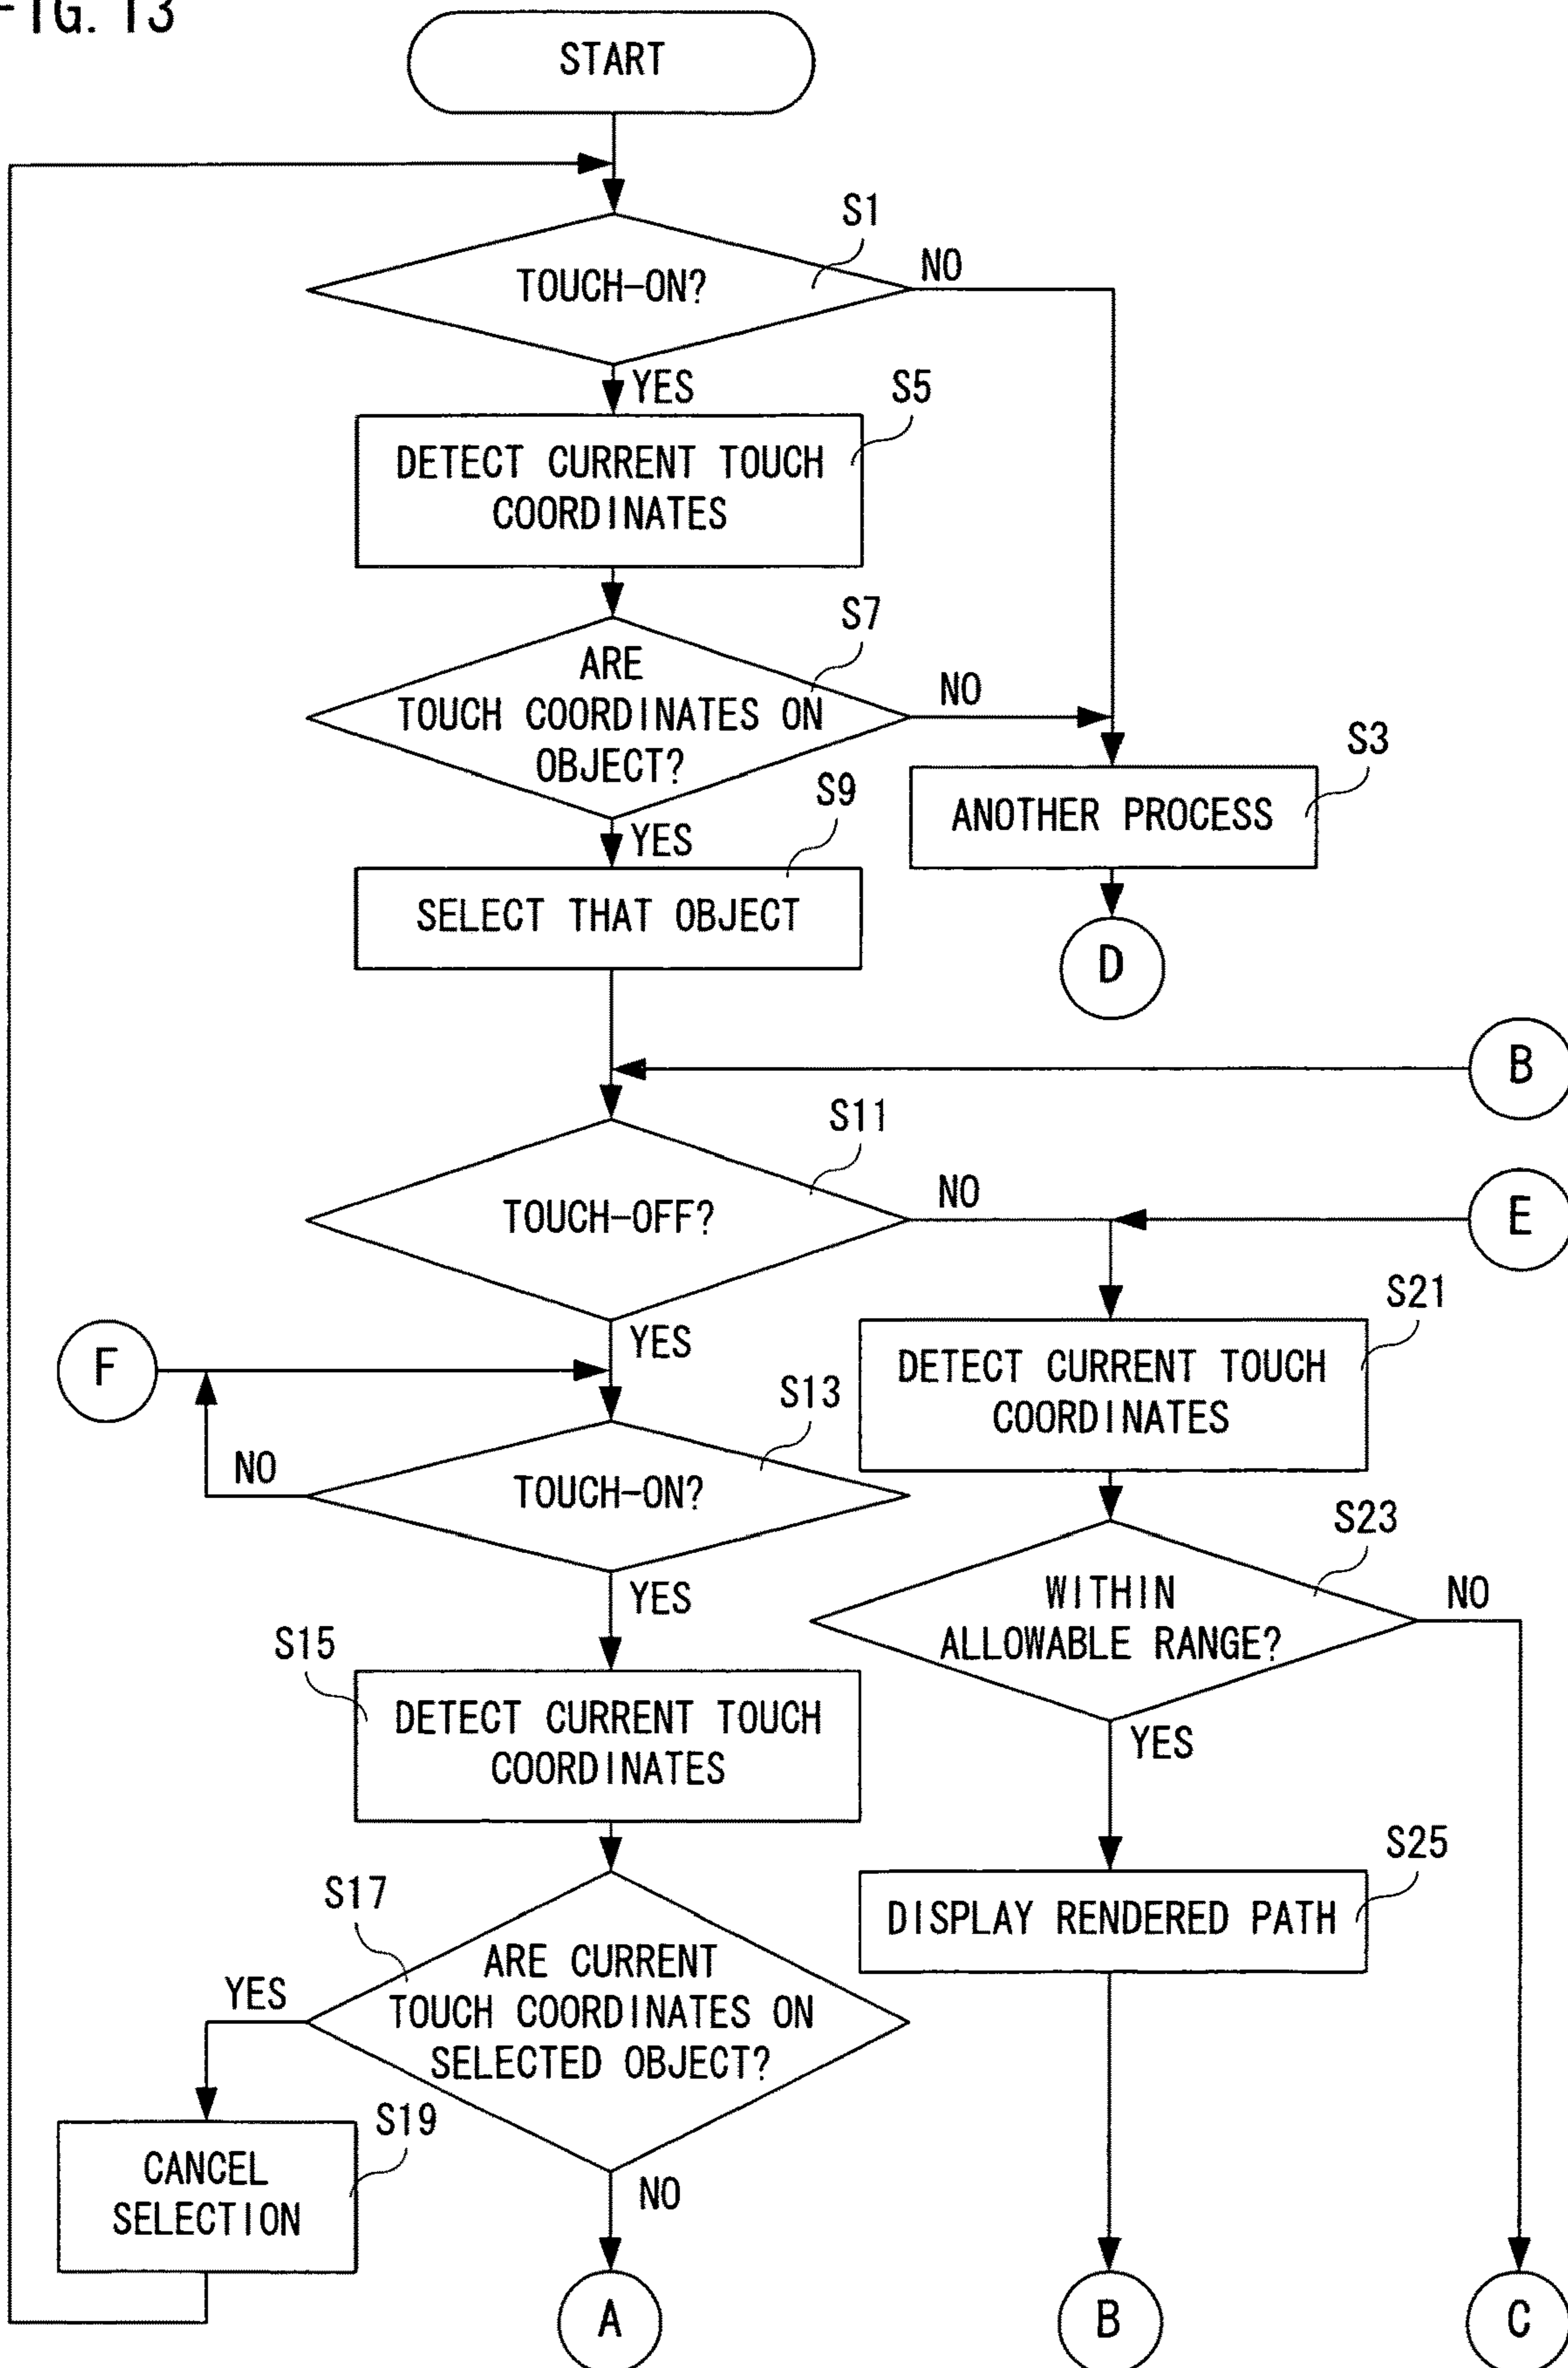 FIG. 13
START
S1
TOUCH-ON?
NO
YES
S5
DETECT CURRENT TOUCH
COORDINATES
S7
ARE
TOUCH COORDINATES ON
OBJECT?
NO
YES
S3
ANOTHER PROCESS
D
S9
SELECT THAT OBJECT
B
S11
TOUCH-OFF?
NO
E
YES
F
S13
TOUCH-ON?
NO
YES
S21
DETECT CURRENT TOUCH
COORDINATES
S23
WITHIN
ALLOWABLE RANGE?
NO
YES
S15
DETECT CURRENT TOUCH
COORDINATES
S25
DISPLAY RENDERED PATH
S17
ARE CURRENT
TOUCH COORDINATES ON
SELECTED OBJECT?
YES
NO
S19
CANCEL
SELECTION
A
B
C